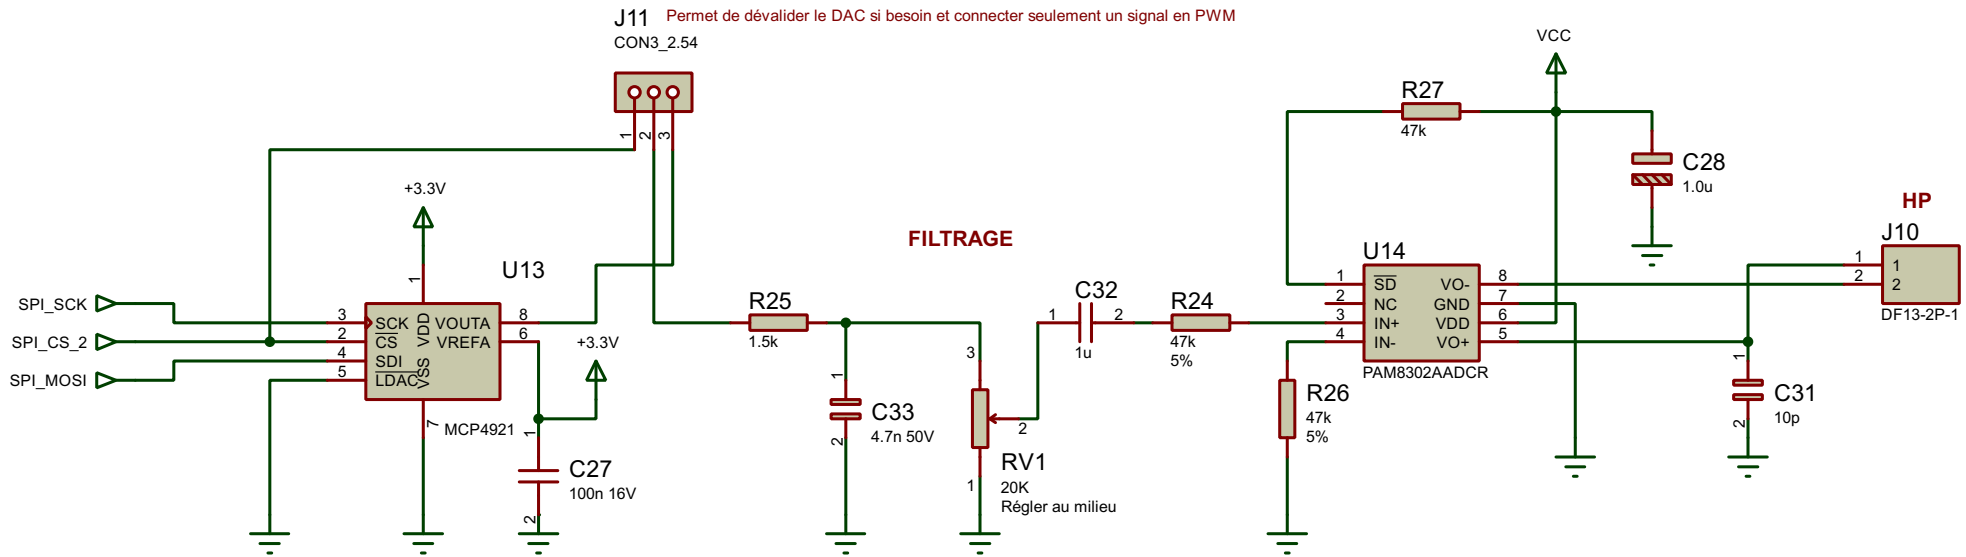 J11 Permet de dévalider le DAC si besoin et connecter seulement un signal en PWM
CON3_2.54
1
2
3
+3.3V
U13
SPI_SCK
SPI_CS_2
SPI_MOSI
3
2
4
5
1
7
8
6
SCK
CS
SDI
LDAC
VDD
VSS
VOUTA
VREFA
MCP4921
+3.3V
1
2
C27
100n 16V
FILTRAGE
R25
1.5k
1
2
C33
4.7n 50V
3
2
1
RV1
20K
Régler au milieu
C32
1
2
1u
R24
47k
5%
R26
47k
5%
R27
47k
VCC
C28
1.0u
U14
1
2
3
4
SD
NC
IN+
IN-
VO-
GND
VDD
VO+
8
7
6
5
PAM8302AADCR
HP
J10
1
2
1
2
DF13-2P-1
1
2
C31
10p